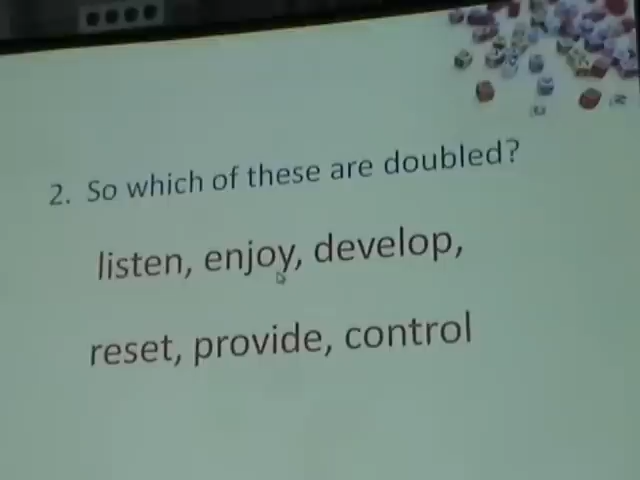 2. So which of these are doubled?
listen, enjoy, develop,
reset, provide, control